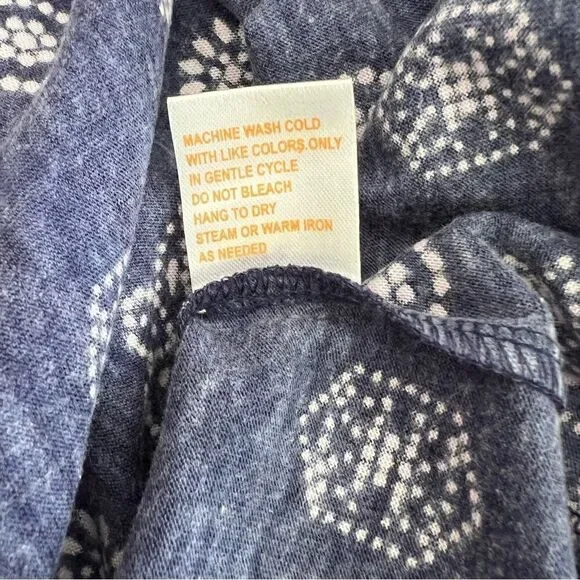 MACHINE WASH COLD
WITH LIKE COLORS.ONLY
IN GENTLE CYCLE
DO NOT BLEACH
HANG TO DRY
STEAM OR WARM IRON
AS NEEDED